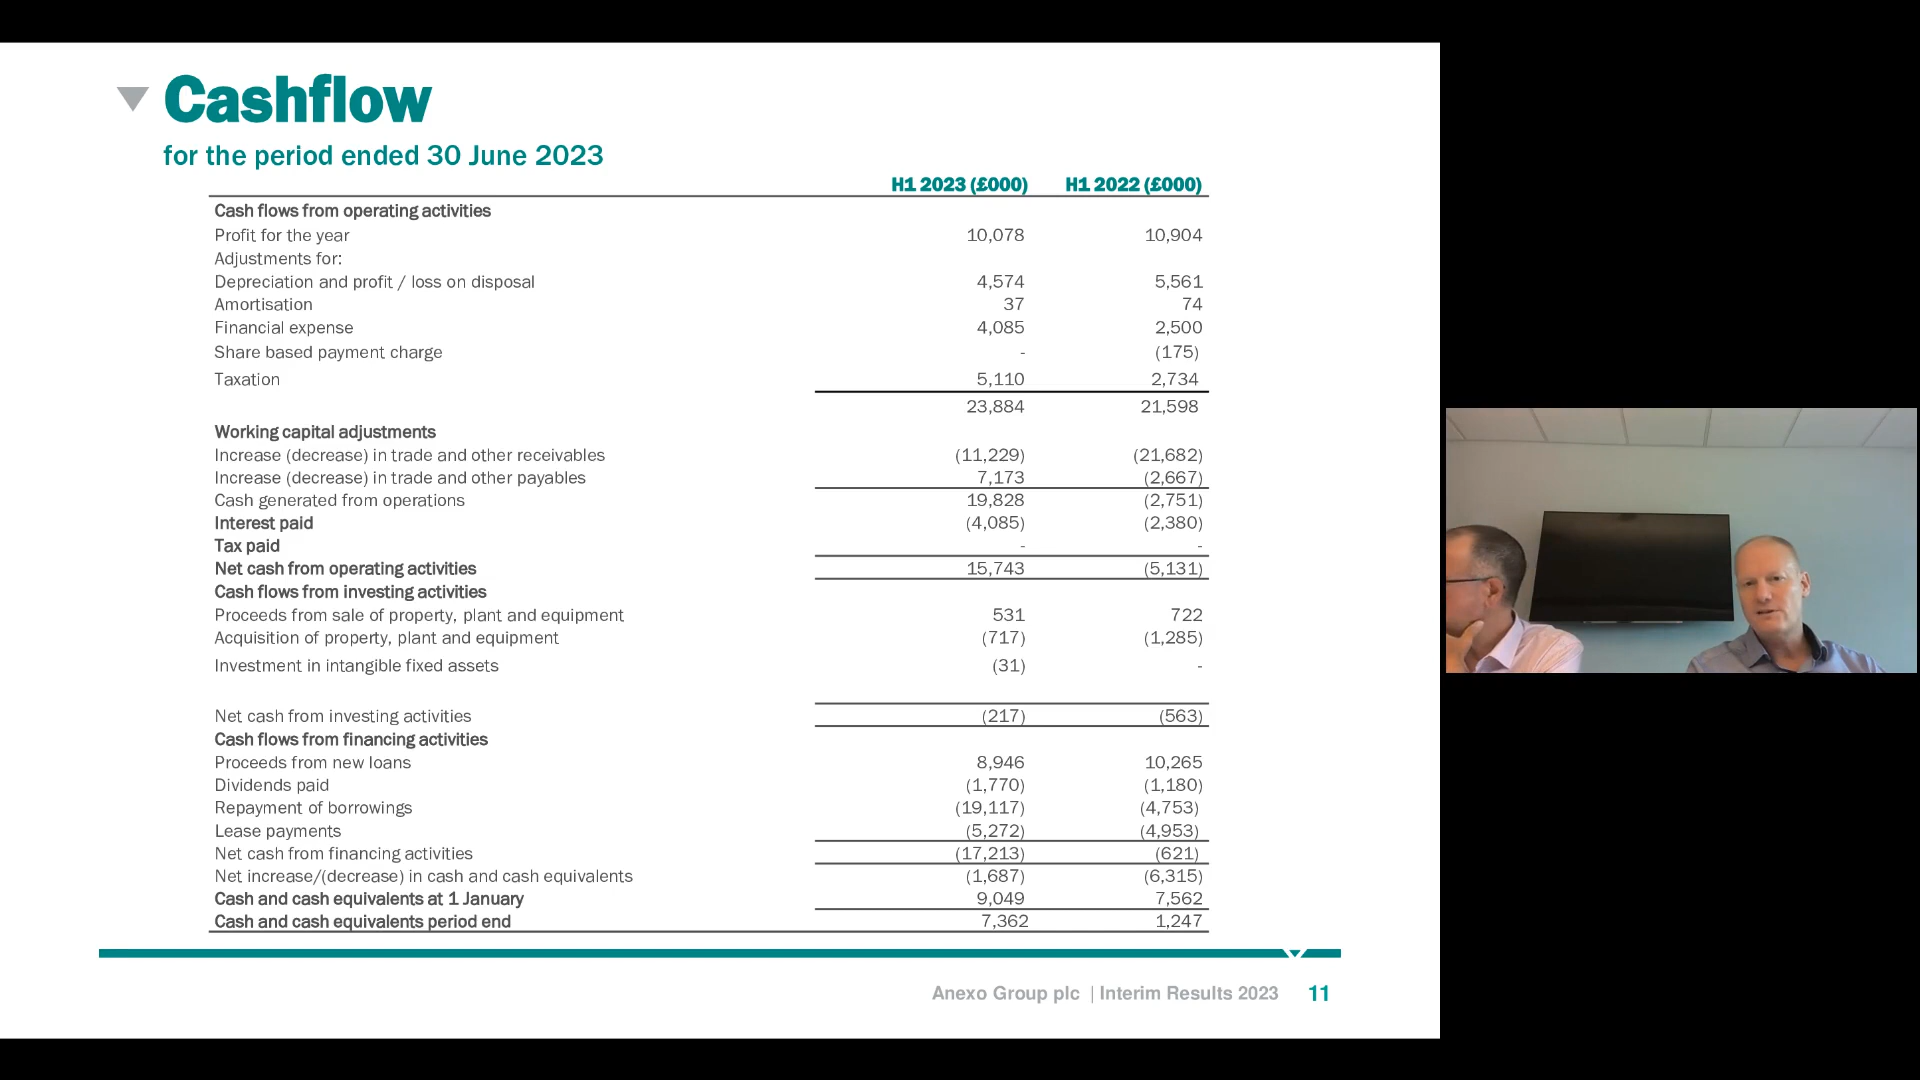 Cashflow
for the period ended 30 June 2023
H1 2023 (£000) H1 2022 (£000)
Cash flows from operating activities
Profit for the year 10,078 10,904
Adjustments for:
Depreciation and profit / loss on disposal 4,574 5,561
Amortisation 37 74
Financial expense 4,085 2,500
Share based payment charge - (175)
Taxation 5,110 2,734
23,884 21,598
Working capital adjustments
Increase (decrease) in trade and other receivables (11,229) (21,682)
Increase (decrease) in trade and other payables 7,173 (2,667)
Cash generated from operations 19,828 (2,751)
Interest paid (4,085) (2,380)
Tax paid - -
Net cash from operating activities 15,743 (5,131)
Cash flows from investing activities
Proceeds from sale of property, plant and equipment 531 722
Acquisition of property, plant and equipment (717) (1,285)
Investment in intangible fixed assets (31) -
Net cash from investing activities (217) (563)
Cash flows from financing activities
Proceeds from new loans 8,946 10,265
Dividends paid (1,770) (1,180)
Repayment of borrowings (19,117) (4,753)
Lease payments (5,272) (4,953)
Net cash from financing activities (17,213) (621)
Net increase/(decrease) in cash and cash equivalents (1,687) (6,315)
Cash and cash equivalents at 1 January 9,049 7,562
Cash and cash equivalents period end 7,362 1,247
Anexo Group plc | Interim Results 2023 11